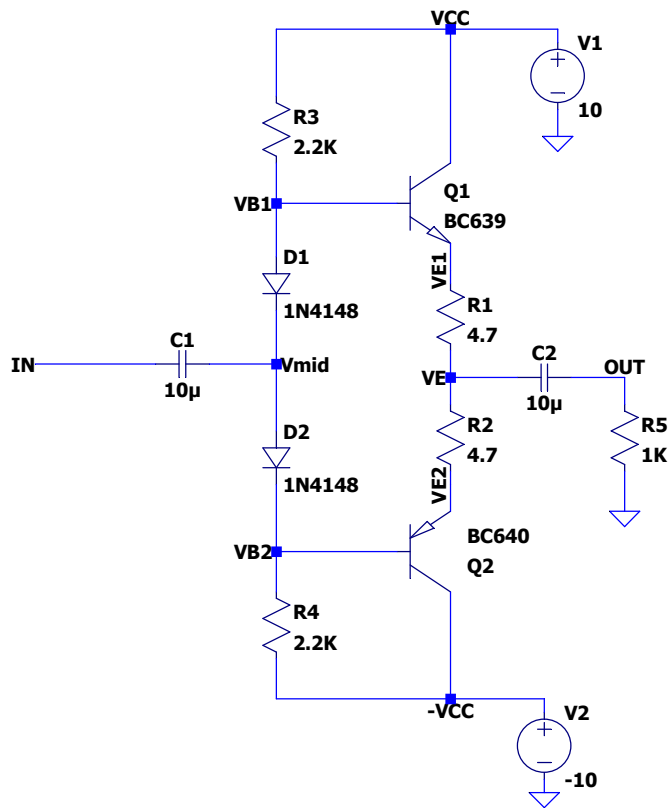 VCC
V1
10
R3
2.2K
VB1
Q1
BC639
D1
1N4148
VE1
R1
4.7
IN
C1
10µ
Vmid
VE
C2
10µ
OUT
R5
1K
D2
1N4148
VE2
R2
4.7
VB2
BC640
Q2
R4
2.2K
-VCC
V2
-10